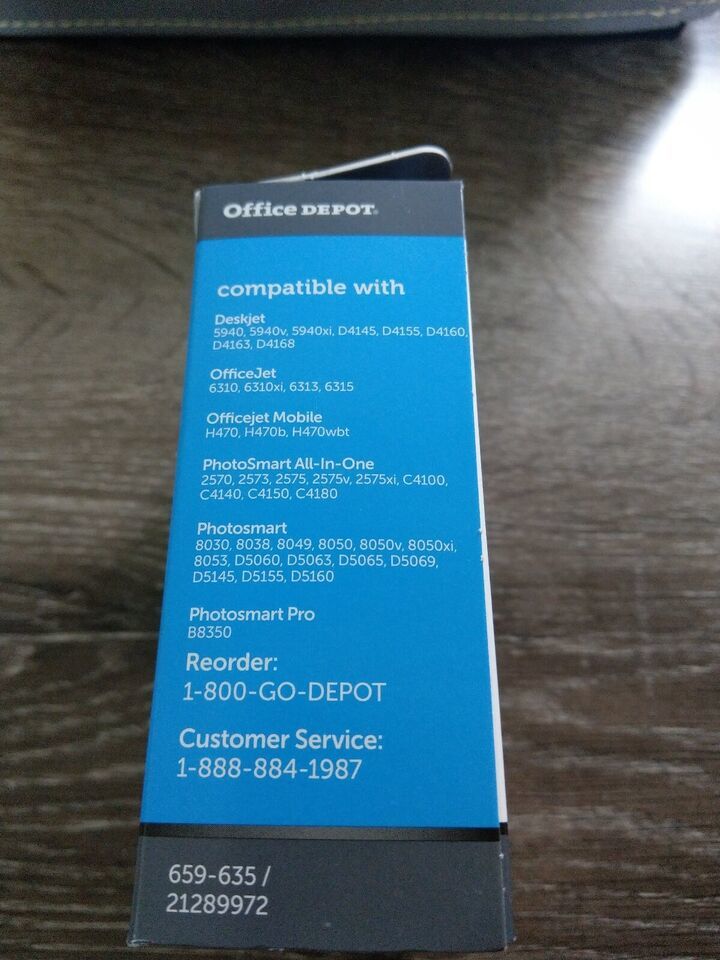 Office DEPOT®
compatible with
Deskjet
5940, 5940v, 5940xi, D4145, D4155, D4160,
D4163, D4168
OfficeJet
6310, 6310xi, 6313, 6315
Officejet Mobile
H470, H470b, H470wbt
PhotoSmart All-In-One
2570, 2573, 2575, 2575v, 2575xi, C4100,
C4140, C4150, C4180
Photosmart
8030, 8038, 8049, 8050, 8050v, 8050xi,
8053, D5060, D5063, D5065, D5069,
D5145, D5155, D5160
Photosmart Pro
B8350
Reorder:
1-800-GO-DEPOT
Customer Service:
1-888-884-1987
659-635 /
21289972